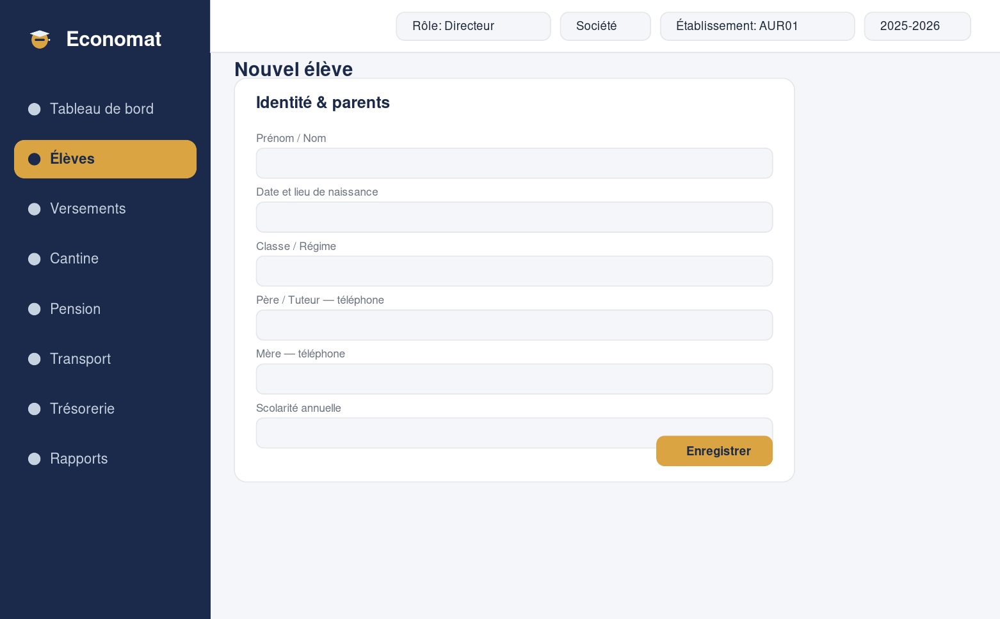 Economat
Rôle: Directeur
Société
Établissement: AUR01
2025-2026
Tableau de bord
Élèves
Versements
Cantine
Pension
Transport
Trésorerie
Rapports
Nouvel élève
Identité & parents
Prénom / Nom
Date et lieu de naissance
Classe / Régime
Père / Tuteur — téléphone
Mère — téléphone
Scolarité annuelle
Enregistrer